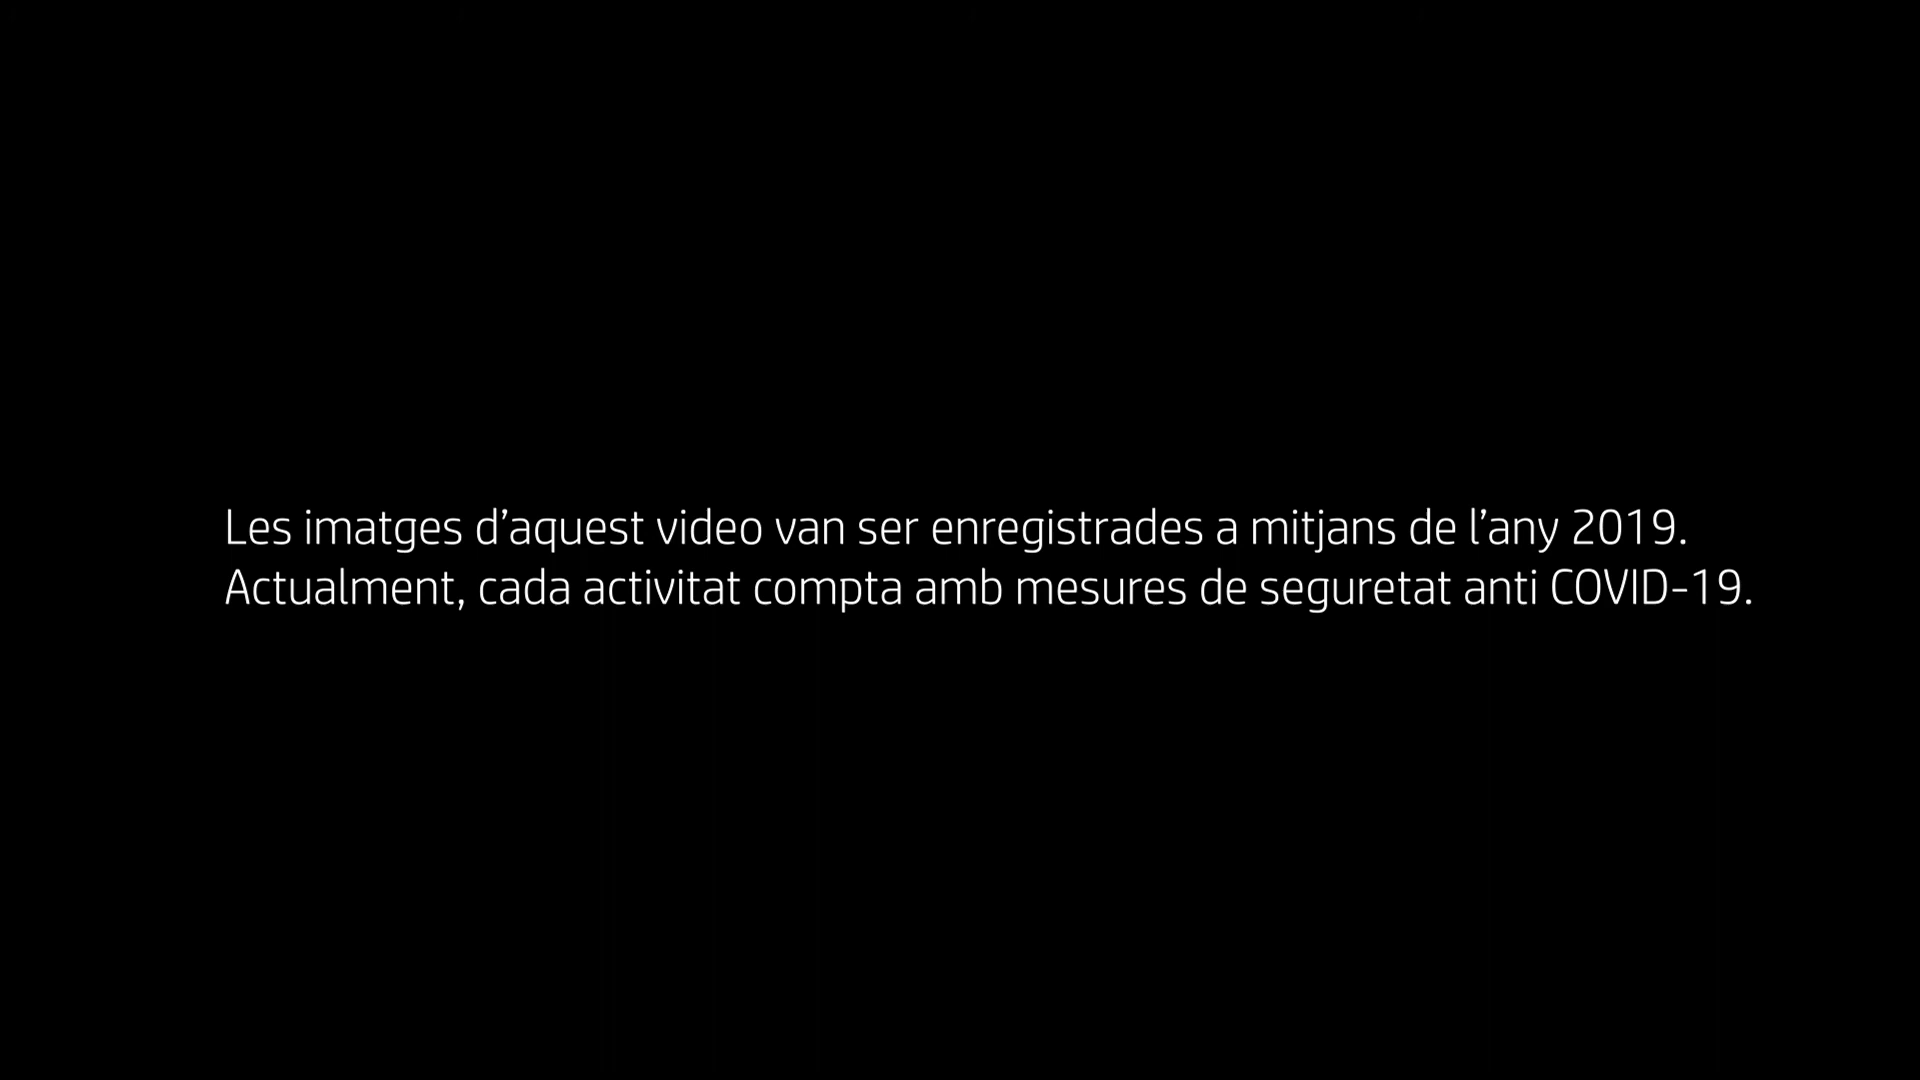 Les imatges d’aquest video van ser enregistrades a mitjans de l’any 2019.
Actualment, cada activitat compta amb mesures de seguretat anti COVID-19.